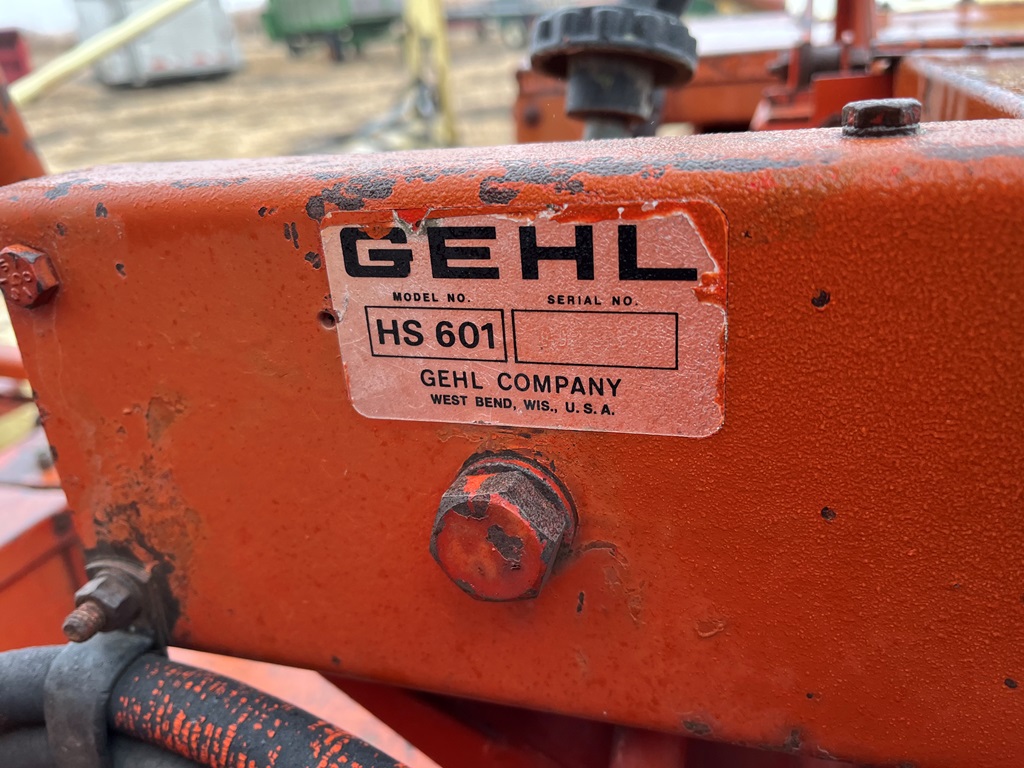 GEHL
MODEL NO. SERIAL NO.
HS 601
GEHL COMPANY
WEST BEND, WIS., U.S.A.